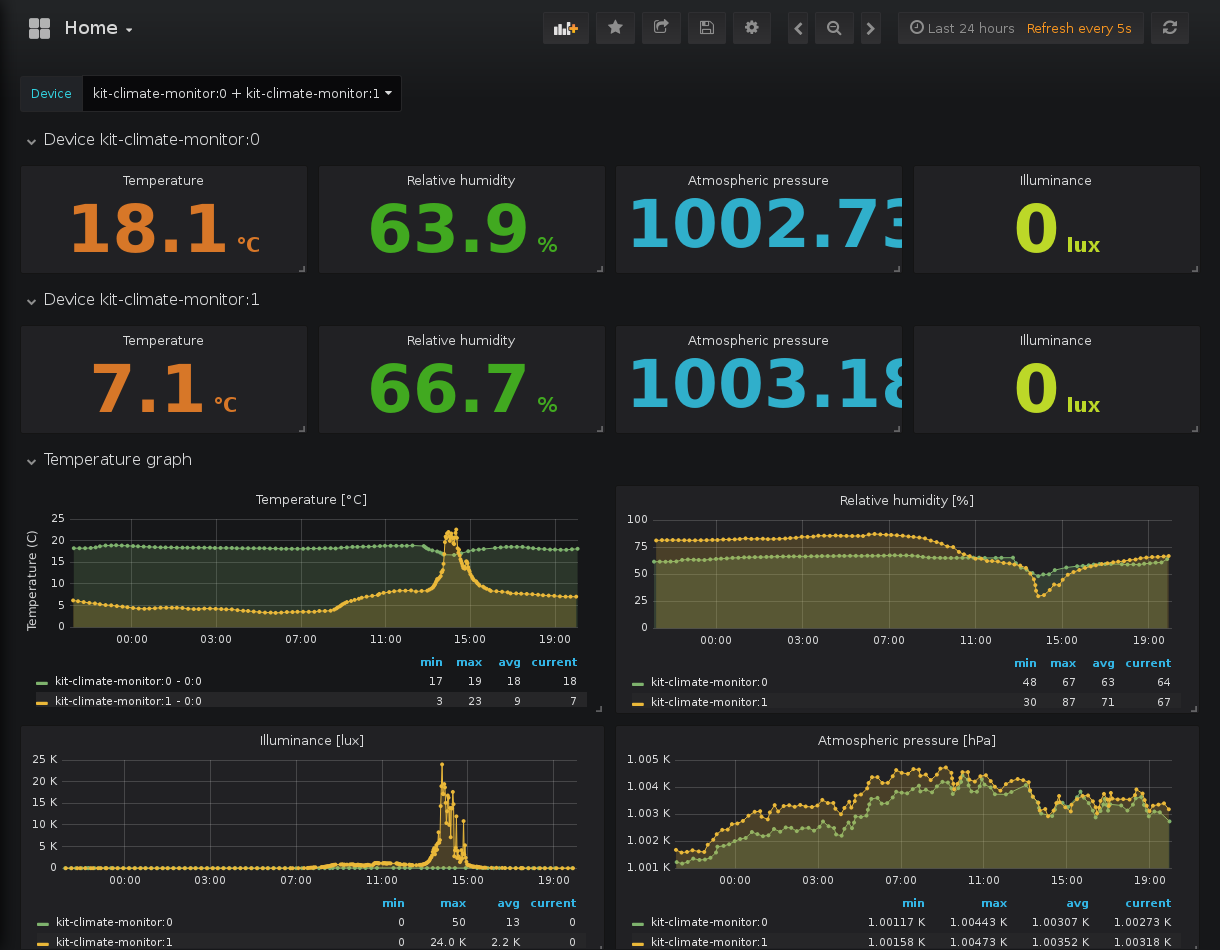 Home
Last 24 hours Refresh every 5s
Device kit-climate-monitor:0 + kit-climate-monitor:1
Device kit-climate-monitor:0
Temperature Relative humidity Atmospheric pressure Illuminance
18.1 °C 63.9 % 1002.73 0 lux
Device kit-climate-monitor:1
Temperature Relative humidity Atmospheric pressure Illuminance
7.1 °C 66.7 % 1003.18 0 lux
Temperature graph
Temperature [°C]
Temperature (C)
25
20
15
10
5
0
00:00 03:00 07:00 11:00 15:00 19:00
min max avg current
kit-climate-monitor:0 - 0:0 17 19 18 18
kit-climate-monitor:1 - 0:0 3 23 9 7
Relative humidity [%]
100
75
50
25
0
00:00 03:00 07:00 11:00 15:00 19:00
min max avg current
kit-climate-monitor:0 48 67 63 64
kit-climate-monitor:1 30 87 71 67
Illuminance [lux]
25 K
20 K
15 K
10 K
5 K
0
00:00 03:00 07:00 11:00 15:00 19:00
min max avg current
kit-climate-monitor:0 0 50 13 0
kit-climate-monitor:1 0 24.0 K 2.2 K 0
Atmospheric pressure [hPa]
1.005 K
1.004 K
1.003 K
1.002 K
1.001 K
00:00 03:00 07:00 11:00 15:00 19:00
min max avg current
kit-climate-monitor:0 1.00117 K 1.00443 K 1.00307 K 1.00273 K
kit-climate-monitor:1 1.00158 K 1.00473 K 1.00352 K 1.00318 K